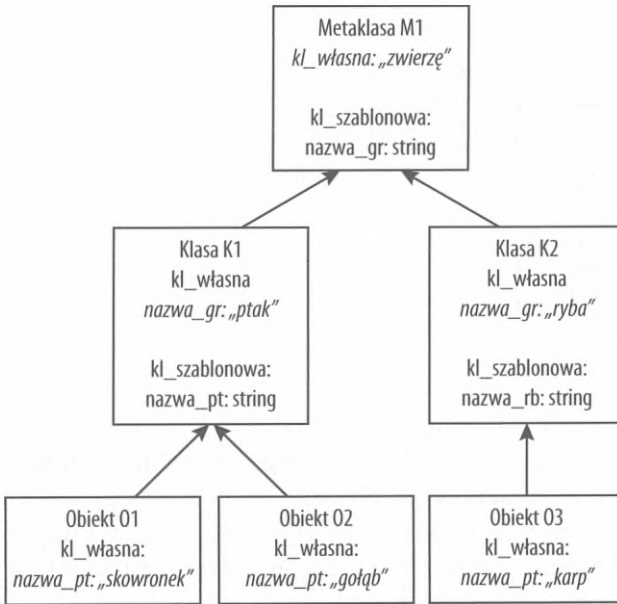 Metaklasa M1
kl_własna: „zwierzę”
kl_szablonowa:
nazwa_gr: string
Klasa K1
kl_własna
nazwa_gr: „ptak”
kl_szablonowa:
nazwa_pt: string
Klasa K2
kl_własna
nazwa_gr: „ryba”
kl_szablonowa:
nazwa_rb: string
Obiekt O1
kl_własna:
nazwa_pt: „skowronek”
Obiekt O2
kl_własna:
nazwa_pt: „gołąb”
Obiekt O3
kl_własna:
nazwa_pt: „karp”